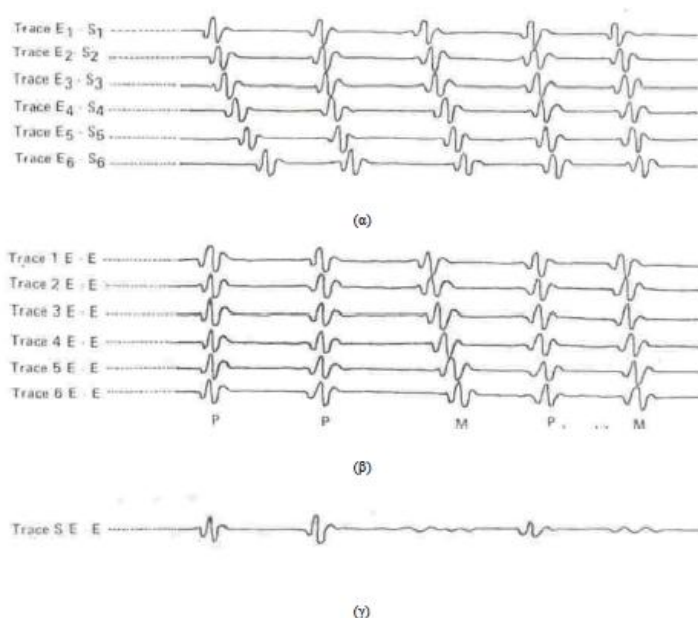 Trace E1 · S1
Trace E2 · S2
Trace E3 · S3
Trace E4 · S4
Trace E5 · S5
Trace E6 · S6
(α)
Trace 1 E · E
Trace 2 E · E
Trace 3 E · E
Trace 4 E · E
Trace 5 E · E
Trace 6 E · E
P P M P M
(β)
Trace S E · E
(γ)